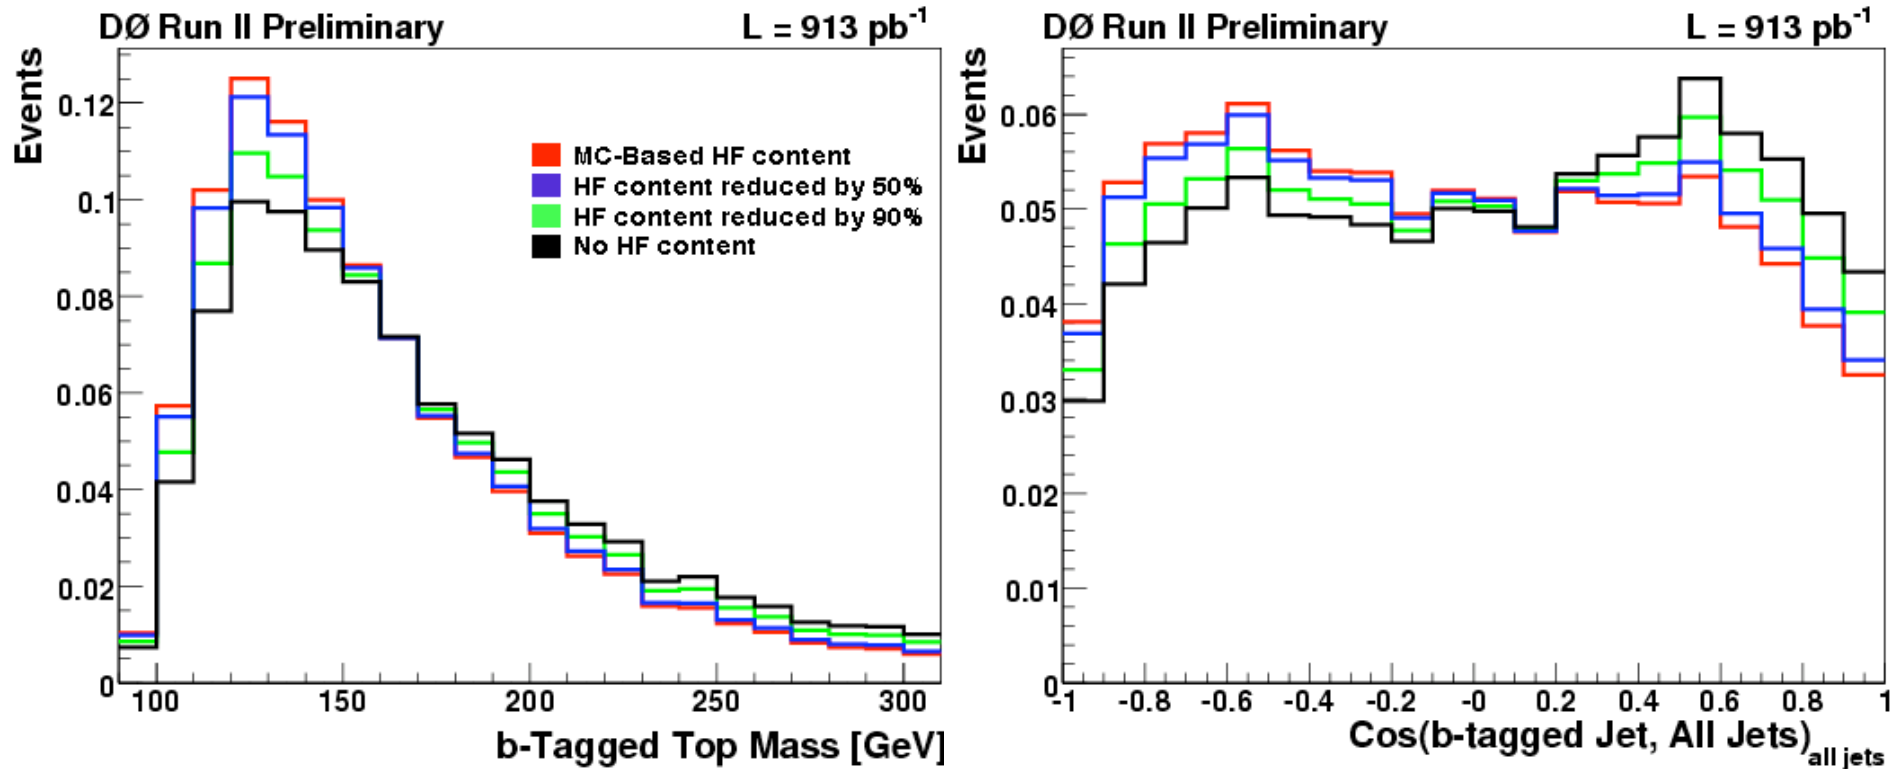 DØ Run II Preliminary L = 913 pb-1
Events
0.12
0.1
0.08
0.06
0.04
0.02
0
MC-Based HF content
HF content reduced by 50%
HF content reduced by 90%
No HF content
100 150 200 250 300
b-Tagged Top Mass [GeV]
DØ Run II Preliminary L = 913 pb-1
Events
0.06
0.05
0.04
0.03
0.02
0.01
0
-1 -0.8 -0.6 -0.4 -0.2 -0 0.2 0.4 0.6 0.8 1
Cos(b-tagged Jet, All Jets)all jets